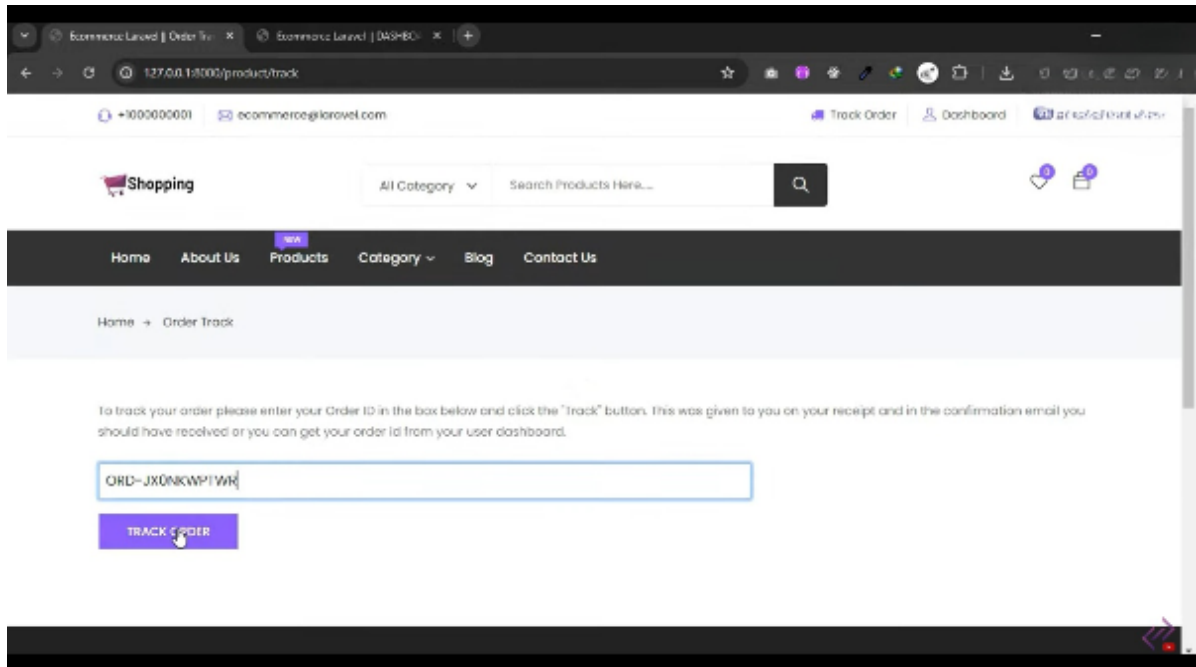 Ecommerce Laravel || Order Tra
Ecommerce Laravel || DASHBO
127.0.0.1:8000/product/track
+1000000001
ecommerce@laravel.com
Track Order
Dashboard
Shopping
All Category
Search Products Here....
0
0
NEW
Home
About Us
Products
Category
Blog
Contact Us
Home → Order Track
To track your order please enter your Order ID in the box below and click the "Track" button. This was given to you on your receipt and in the confirmation email you
should have received or you can get your order id from your user dashboard.
ORD-JX0NKWPTWR
TRACK ORDER